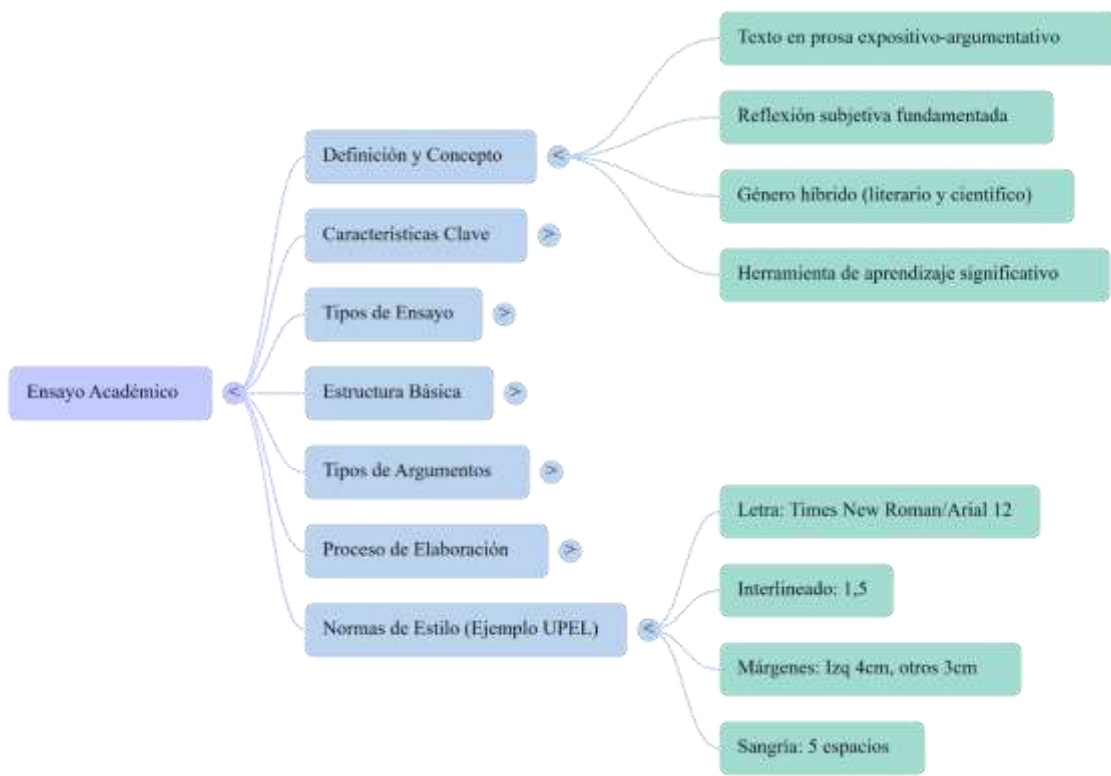 Ensayo Académico
Definición y Concepto
Texto en prosa expositivo-argumentativo
Reflexión subjetiva fundamentada
Género híbrido (literario y científico)
Herramienta de aprendizaje significativo
Características Clave
Tipos de Ensayo
Estructura Básica
Tipos de Argumentos
Proceso de Elaboración
Normas de Estilo (Ejemplo UPEL)
Letra: Times New Roman/Arial 12
Interlineado: 1,5
Márgenes: Izq 4cm, otros 3cm
Sangría: 5 espacios